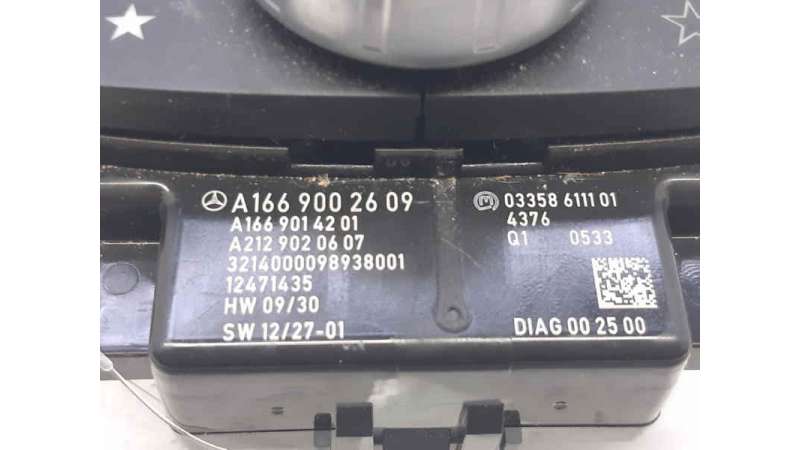 A166 900 26 09
A166 901 42 01
A212 902 06 07
3214000098938001
12471435
HW 09/30
SW 12/27-01
03358 6111 01
4376
Q1 0533
DIAG 00 25 00